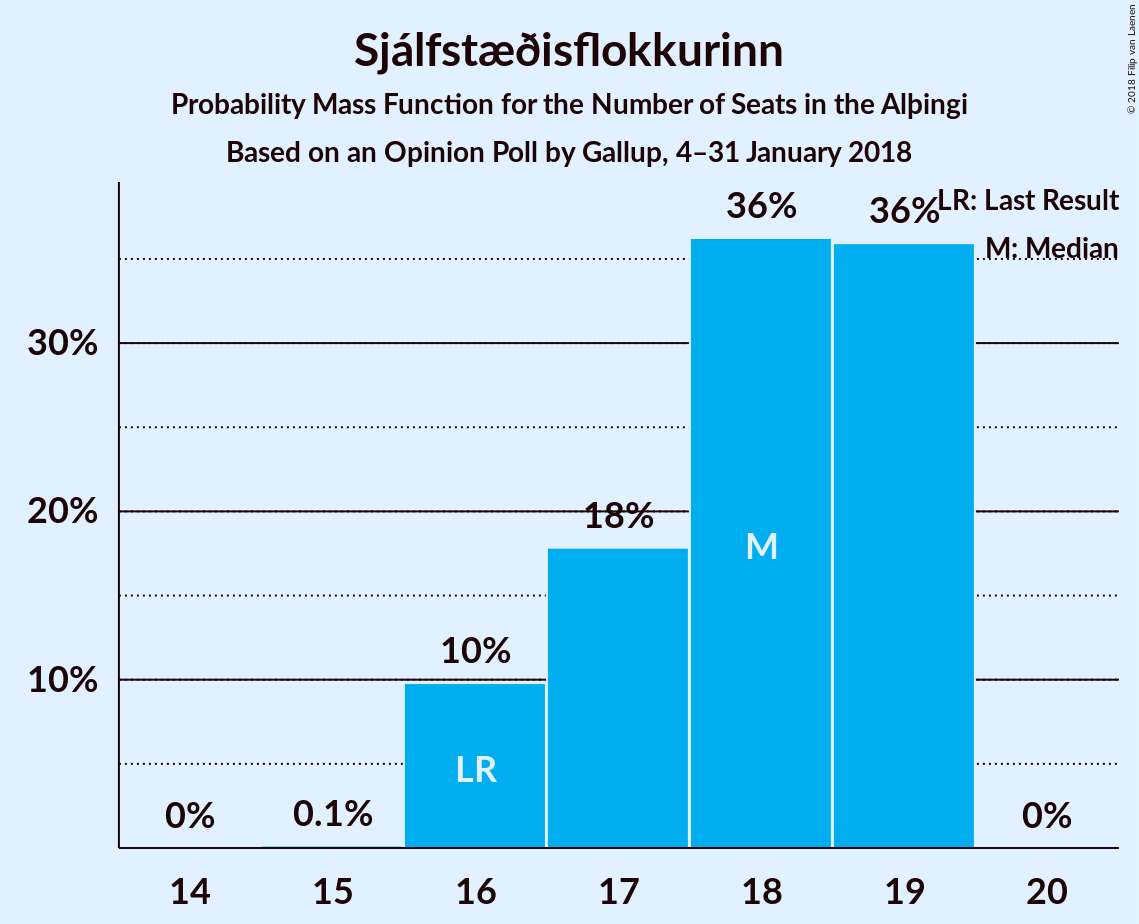 Sjálfstæðisflokkurinn
Probability Mass Function for the Number of Seats in the Alþingi
Based on an Opinion Poll by Gallup, 4–31 January 2018
© 2018 Filip van Laenen
LR: Last Result
M: Median
36%
36%
30%
20%
18%
M
10%
10%
LR
0%
0.1%
0%
14
15
16
17
18
19
20